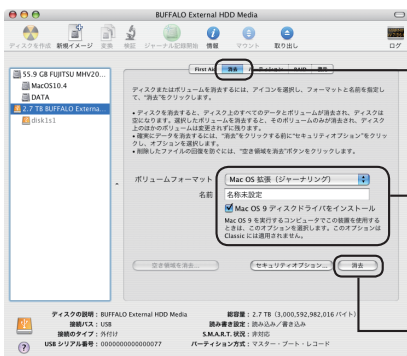 BUFFALO External HDD Media
ディスクを作成 新規イメージ 変換 検証 ジャーナル記録開始 情報 マウント 取り出し ログ
55.9 GB FUJITSU MHV20...
MacOS10.4
DATA
2.7 TB BUFFALO Externa...
disk1s1
First Aid 消去 パーティション RAID 復元
ディスクまたはボリュームを消去するには、アイコンを選択し、フォーマットと名前を指定し
て、"消去"をクリックします。
• ディスクを消去すると、ディスク上のすべてのデータとボリュームが消去され、ディスクは
空になります。選択したボリュームを消去すると、そのボリュームのみが消去され、ディスク
上のほかのボリュームは変更されずに残ります。
• 確実にデータを消去するには、"消去"をクリックする前に"セキュリティオプション"をクリッ
クし、オプションを選択します。
• 削除したファイルの回復を防ぐには、"空き領域を消去"ボタンをクリックします。
ボリュームフォーマット: Mac OS 拡張（ジャーナリング）
名前: 名称未設定
Mac OS 9 ディスクドライバをインストール
Mac OS 9 を実行するコンピュータでこの装置を使用する
ときは、このオプションを選択します。このオプションは
Classic には適用されません。
空き領域を消去... セキュリティオプション... 消去...
ディスクの説明 : BUFFALO External HDD Media
総容量 : 2.7 TB (3,000,592,982,016 バイト)
接続バス : USB
読み書き設定 : 読み込み／書き込み
接続のタイプ : 外付け
S.M.A.R.T. 状況 : 非対応
USB シリアル番号 : 0000000000000077
パーティション方式 : マスター・ブート・レコード